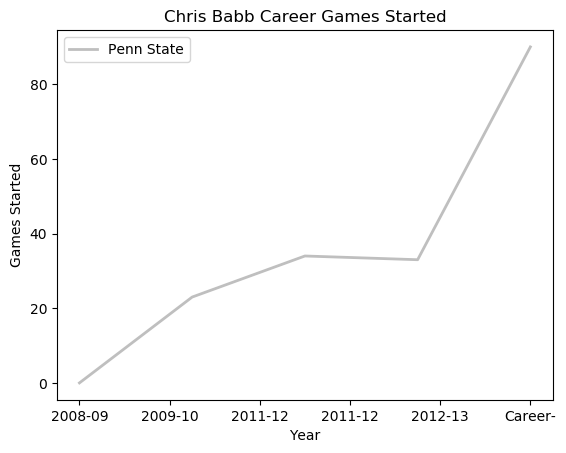 Chris Babb Career Games Started
Penn State
80
60
40
20
0
Games Started
2008-09 2009-10 2011-12 2011-12 2012-13 Career-
Year